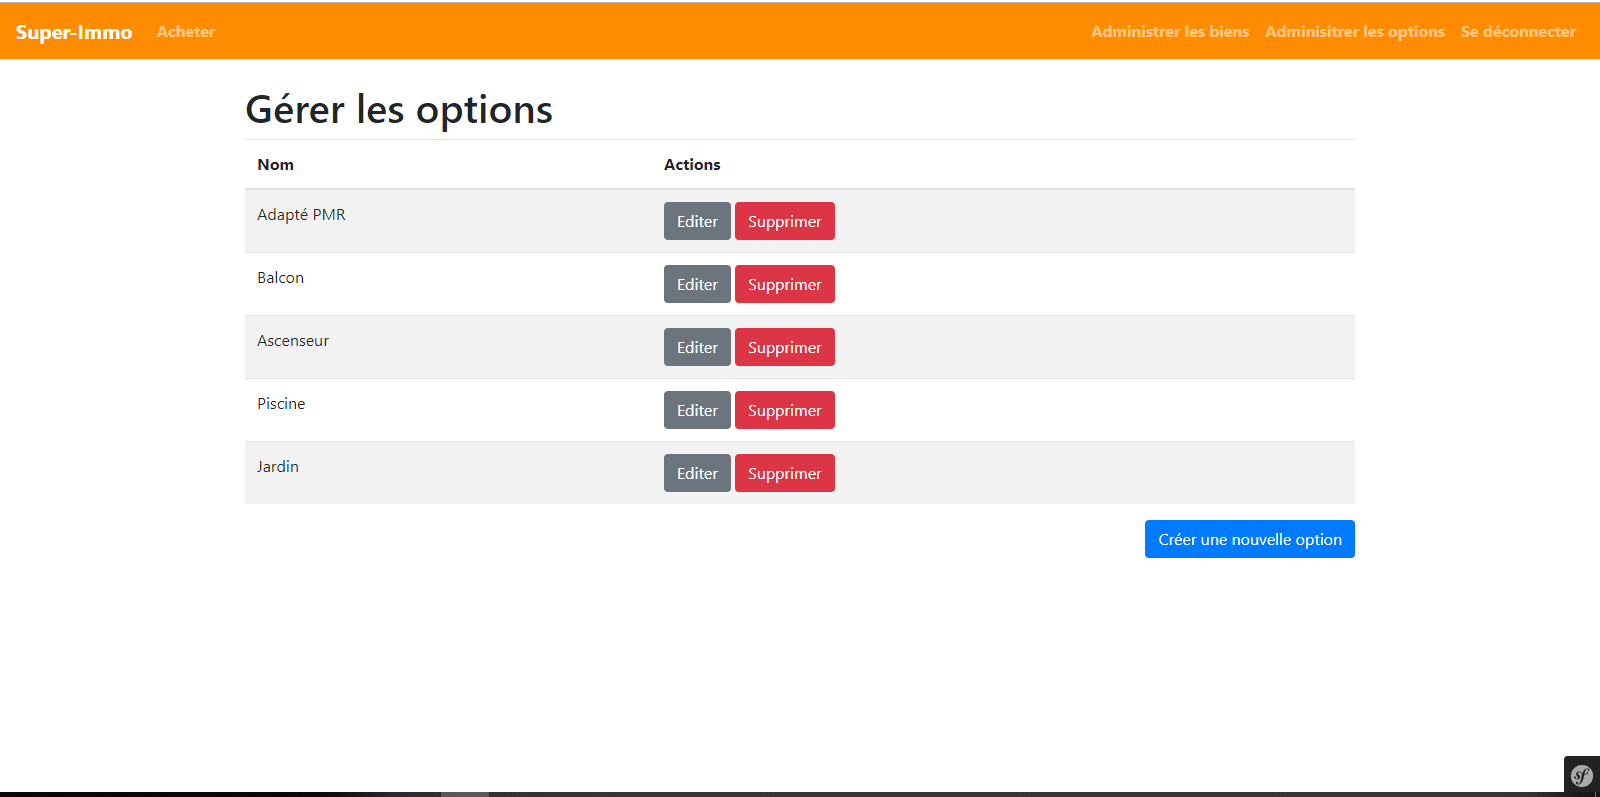 Super-Immo Acheter Administrer les biens Adminisitrer les options Se déconnecter
Gérer les options
Nom Actions
Adapté PMR Editer Supprimer
Balcon Editer Supprimer
Ascenseur Editer Supprimer
Piscine Editer Supprimer
Jardin Editer Supprimer
Créer une nouvelle option
sf